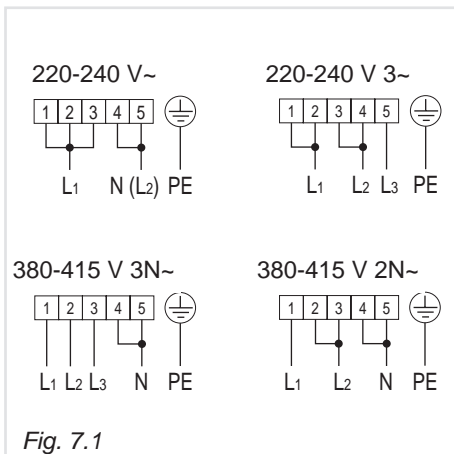 220-240 V~
1 2 3 4 5
L1 N (L2) PE
220-240 V 3~
1 2 3 4 5
L1 L2 L3 PE
380-415 V 3N~
1 2 3 4 5
L1 L2 L3 N PE
380-415 V 2N~
1 2 3 4 5
L1 L2 N PE
Fig. 7.1